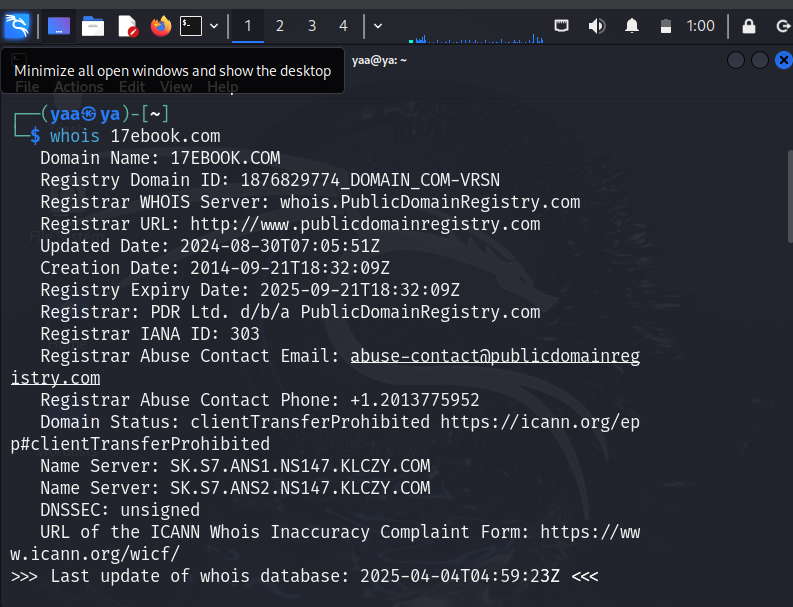 1 2 3 4 1:00
Minimize all open windows and show the desktop
yaa@ya: ~
File Actions Edit View Help
(yaa㉿ya)-[~]
$ whois 17ebook.com
Domain Name: 17EBOOK.COM
Registry Domain ID: 1876829774_DOMAIN_COM-VRSN
Registrar WHOIS Server: whois.PublicDomainRegistry.com
Registrar URL: http://www.publicdomainregistry.com
Updated Date: 2024-08-30T07:05:51Z
Creation Date: 2014-09-21T18:32:09Z
Registry Expiry Date: 2025-09-21T18:32:09Z
Registrar: PDR Ltd. d/b/a PublicDomainRegistry.com
Registrar IANA ID: 303
Registrar Abuse Contact Email: abuse-contact@publicdomainreg
istry.com
Registrar Abuse Contact Phone: +1.2013775952
Domain Status: clientTransferProhibited https://icann.org/ep
p#clientTransferProhibited
Name Server: SK.S7.ANS1.NS147.KLCZY.COM
Name Server: SK.S7.ANS2.NS147.KLCZY.COM
DNSSEC: unsigned
URL of the ICANN Whois Inaccuracy Complaint Form: https://ww
w.icann.org/wicf/
>>> Last update of whois database: 2025-04-04T04:59:23Z <<<